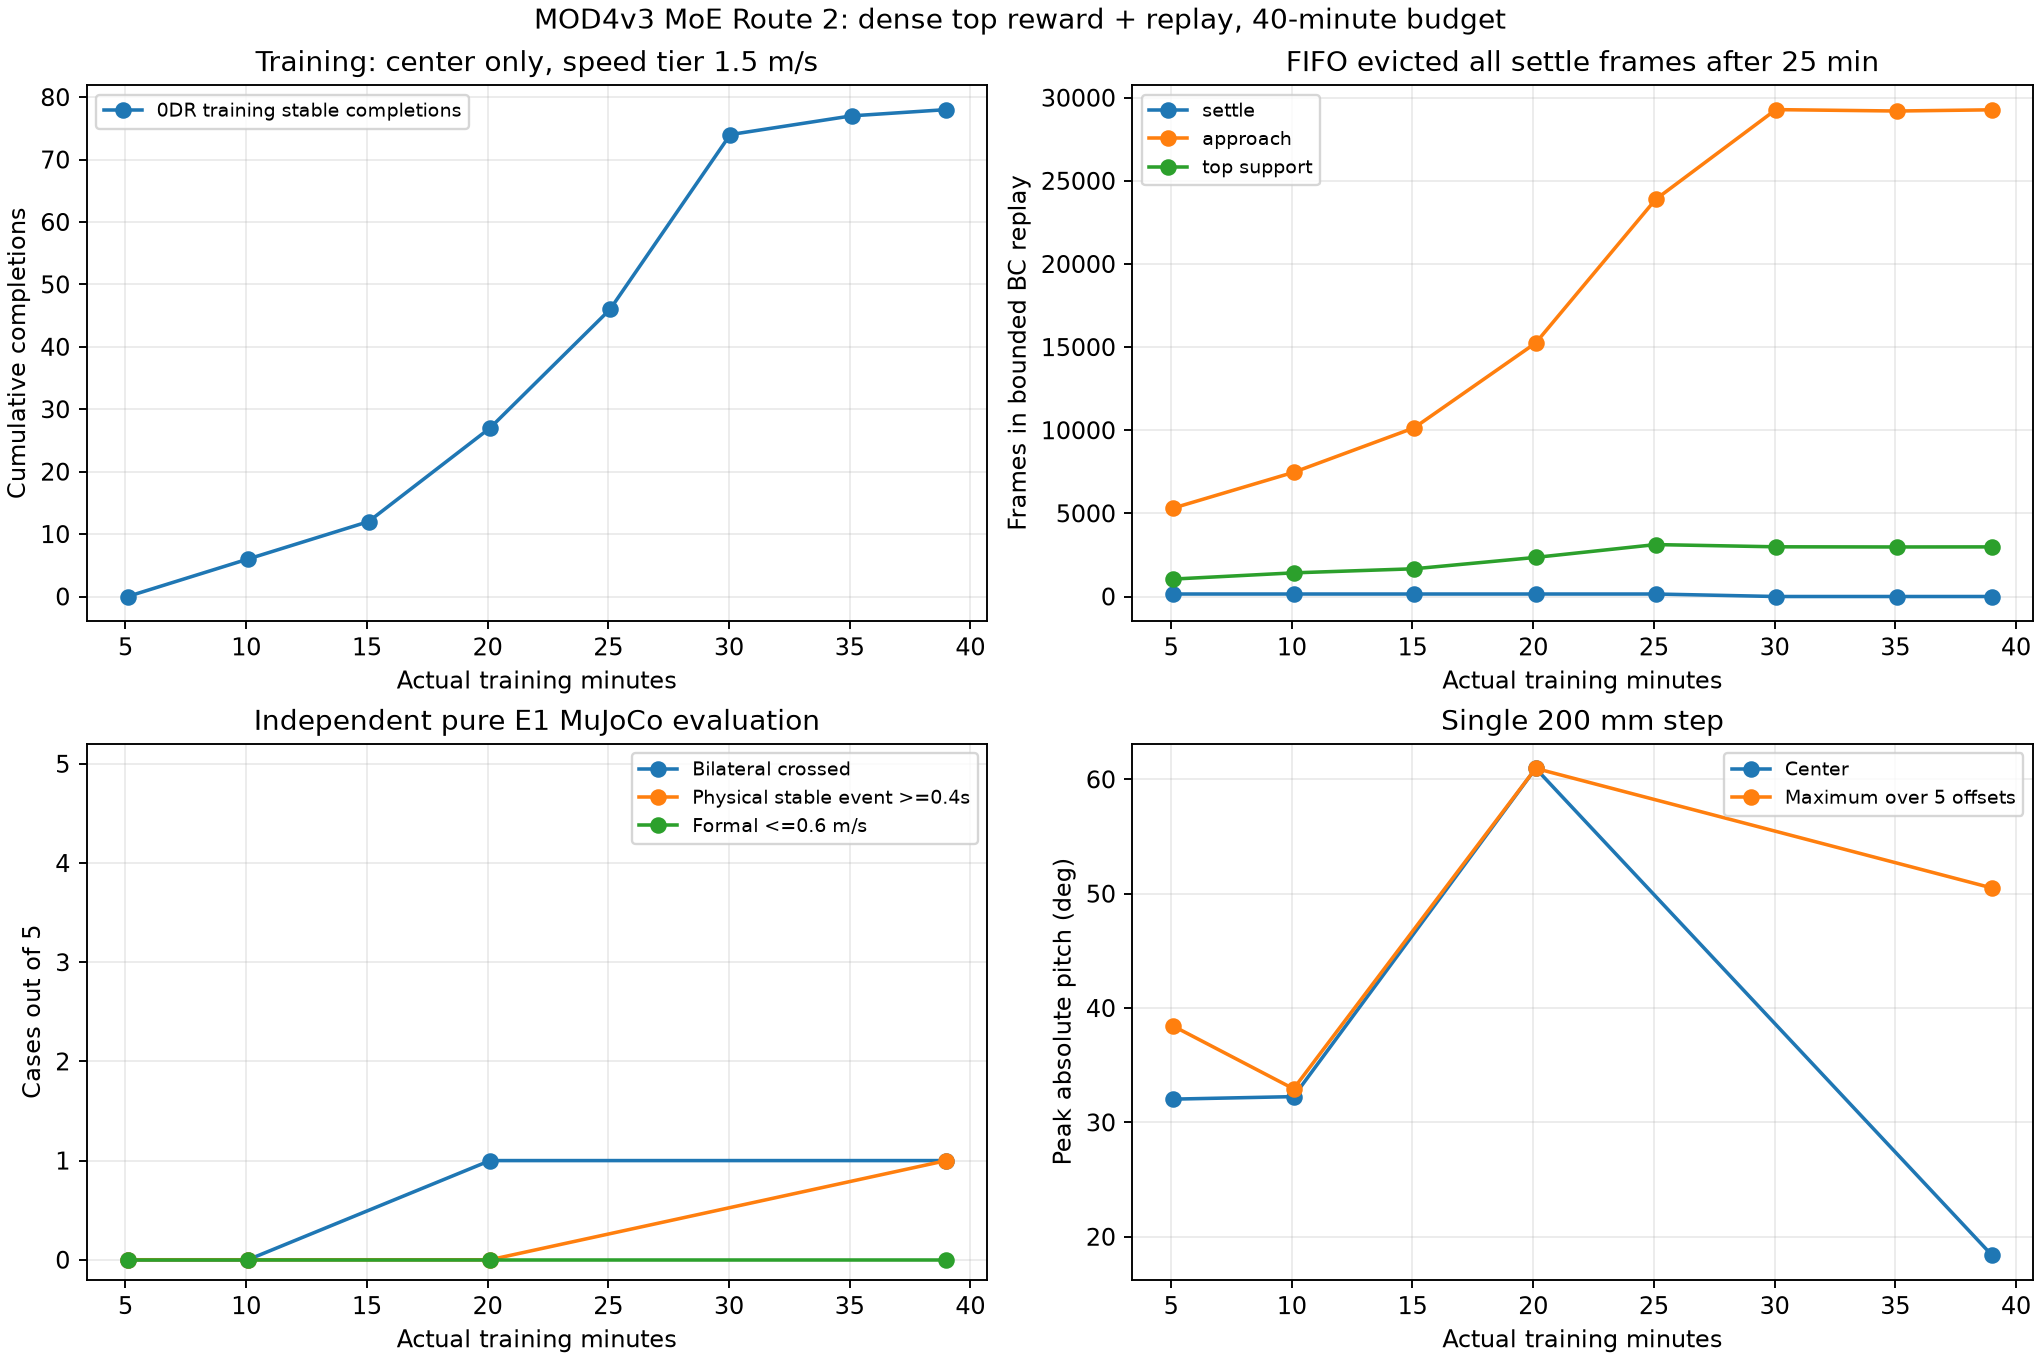 MOD4v3 MoE Route 2: dense top reward + replay, 40-minute budget
Training: center only, speed tier 1.5 m/s
0DR training stable completions
Cumulative completions
80
70
60
50
40
30
20
10
0
5
10
15
20
25
30
35
40
Actual training minutes
FIFO evicted all settle frames after 25 min
settle
approach
top support
Frames in bounded BC replay
30000
25000
20000
15000
10000
5000
0
5
10
15
20
25
30
35
40
Actual training minutes
Independent pure E1 MuJoCo evaluation
Bilateral crossed
Physical stable event >=0.4s
Formal <=0.6 m/s
Cases out of 5
5
4
3
2
1
0
5
10
15
20
25
30
35
40
Actual training minutes
Single 200 mm step
Center
Maximum over 5 offsets
Peak absolute pitch (deg)
60
50
40
30
20
5
10
15
20
25
30
35
40
Actual training minutes